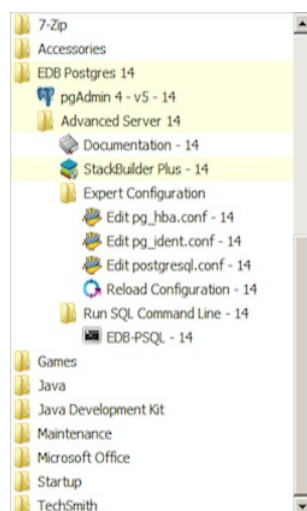 7-Zip
Accessories
EDB Postgres 14
pgAdmin 4 - v5 - 14
Advanced Server 14
Documentation - 14
StackBuilder Plus - 14
Expert Configuration
Edit pg_hba.conf - 14
Edit pg_ident.conf - 14
Edit postgresql.conf - 14
Reload Configuration - 14
Run SQL Command Line - 14
EDB-PSQL - 14
Games
Java
Java Development Kit
Maintenance
Microsoft Office
Startup
TechSmith